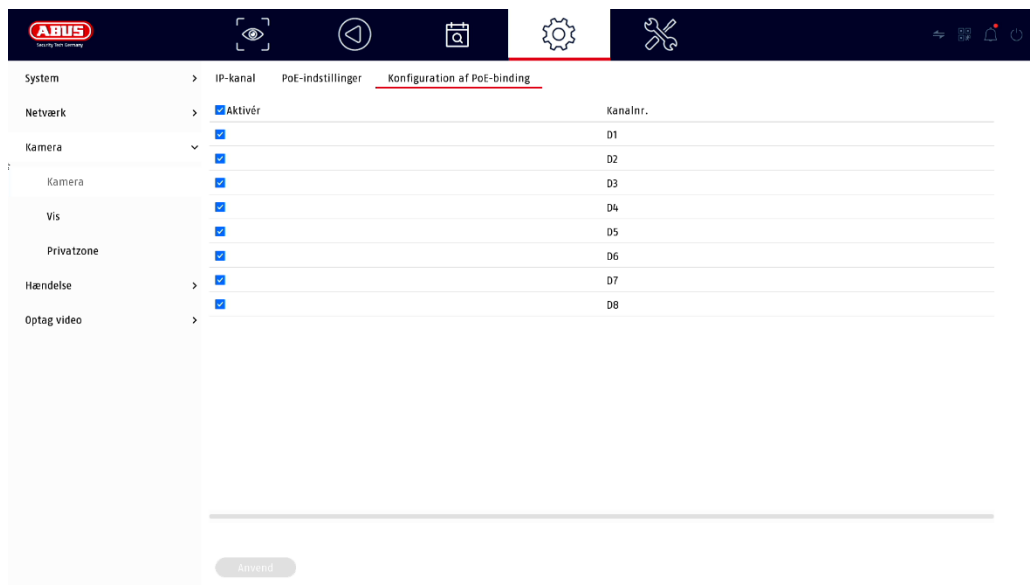 ABUS
Security Tech Germany
System
Netværk
Kamera
Kamera
Vis
Privatzone
Hændelse
Optag video
IP-kanal PoE-indstillinger Konfiguration af PoE-binding
Aktivér Kanalnr.
D1
D2
D3
D4
D5
D6
D7
D8
Anvend